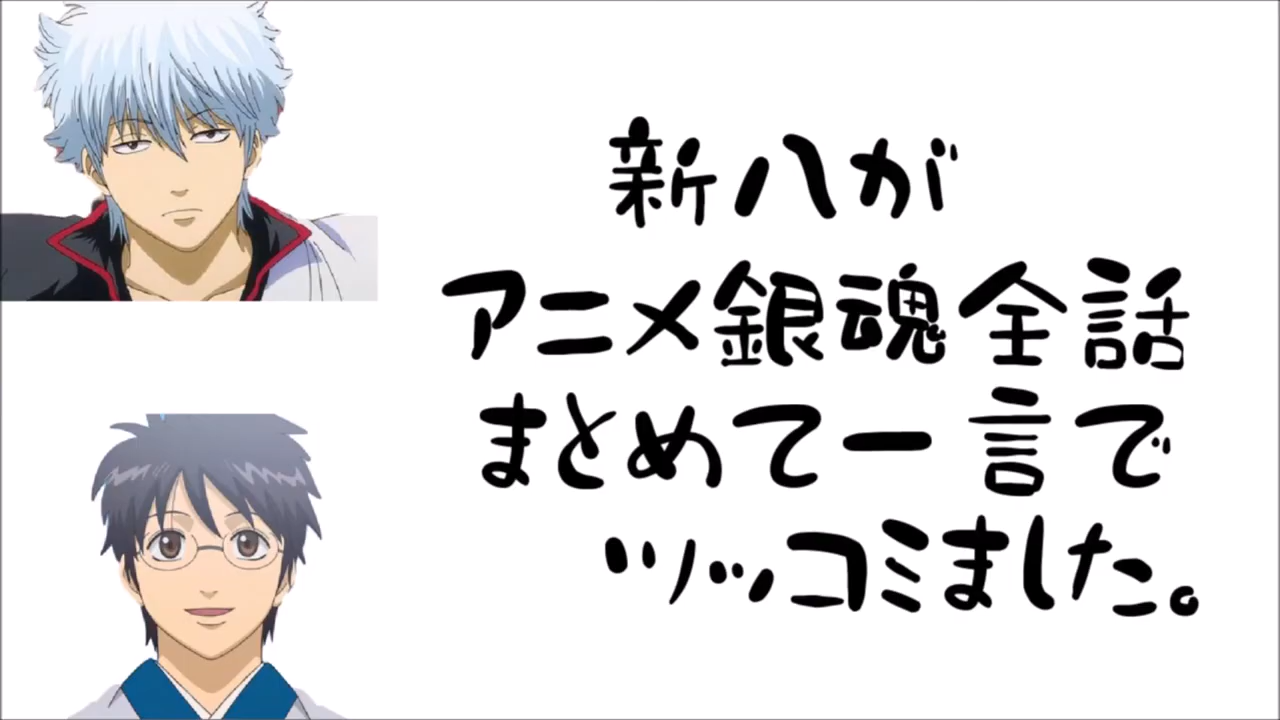 新八が
アニメ銀魂全話
まとめて一言で
ツッコミました。